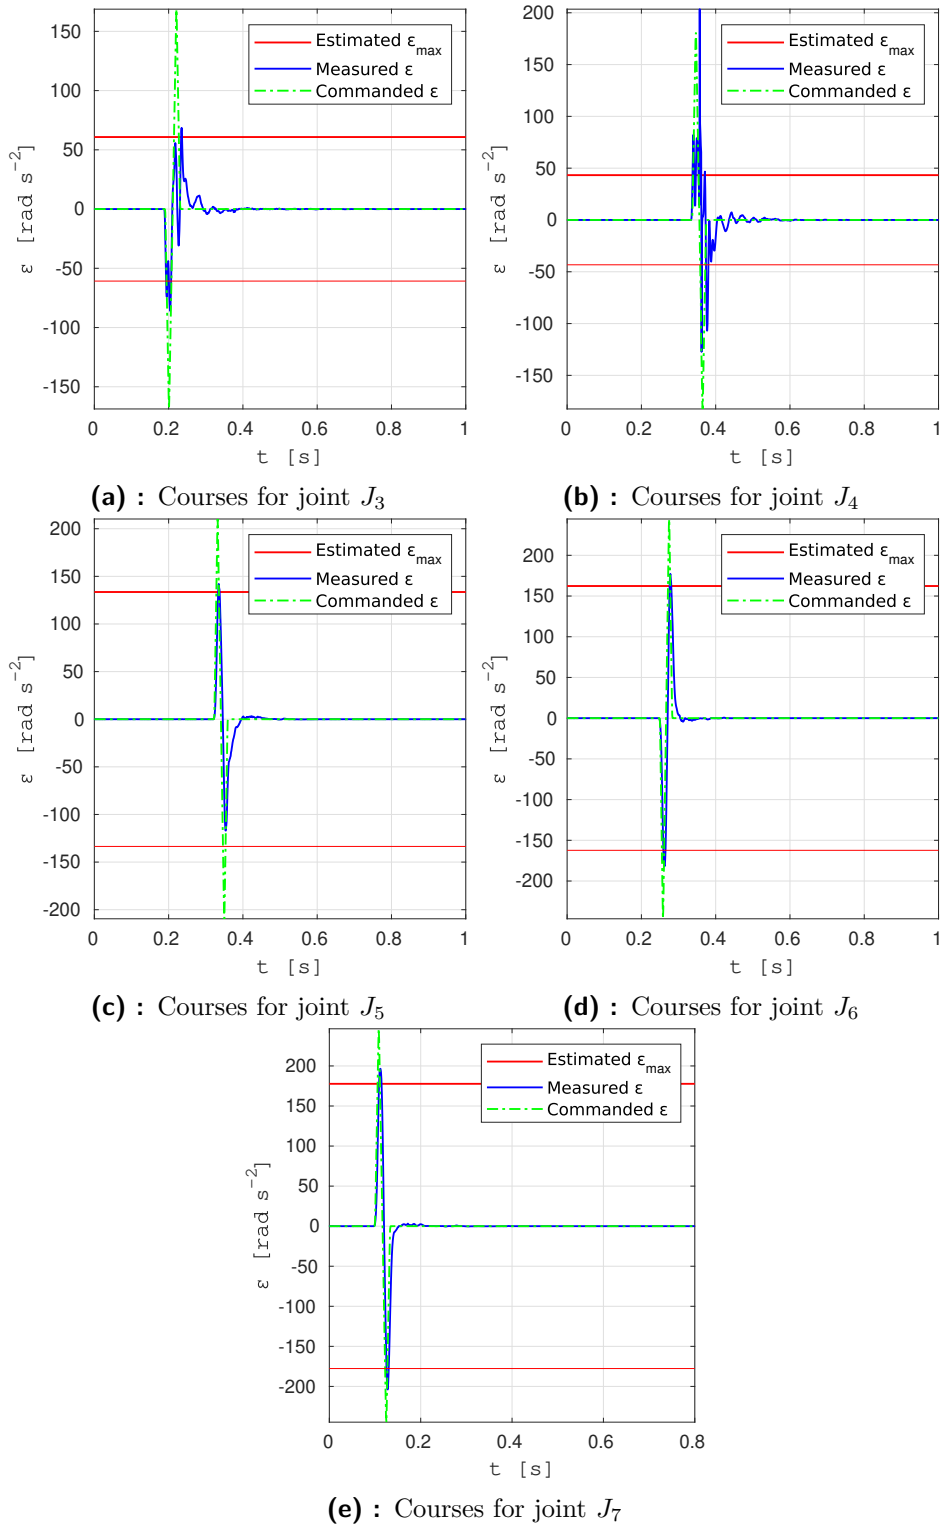 150
100
50
0
-50
-100
-150
ε [rad s⁻²]
Estimated ε_max
Measured ε
Commanded ε
0 0.2 0.4 0.6 0.8 1
t [s]
(a) : Courses for joint J₃
200
150
100
50
0
-50
-100
-150
ε [rad s⁻²]
Estimated ε_max
Measured ε
Commanded ε
0 0.2 0.4 0.6 0.8 1
t [s]
(b) : Courses for joint J₄
200
150
100
50
0
-50
-100
-150
-200
ε [rad s⁻²]
Estimated ε_max
Measured ε
Commanded ε
0 0.2 0.4 0.6 0.8 1
t [s]
(c) : Courses for joint J₅
200
150
100
50
0
-50
-100
-150
-200
ε [rad s⁻²]
Estimated ε_max
Measured ε
Commanded ε
0 0.2 0.4 0.6 0.8 1
t [s]
(d) : Courses for joint J₆
200
150
100
50
0
-50
-100
-150
-200
ε [rad s⁻²]
Estimated ε_max
Measured ε
Commanded ε
0 0.2 0.4 0.6 0.8
t [s]
(e) : Courses for joint J₇